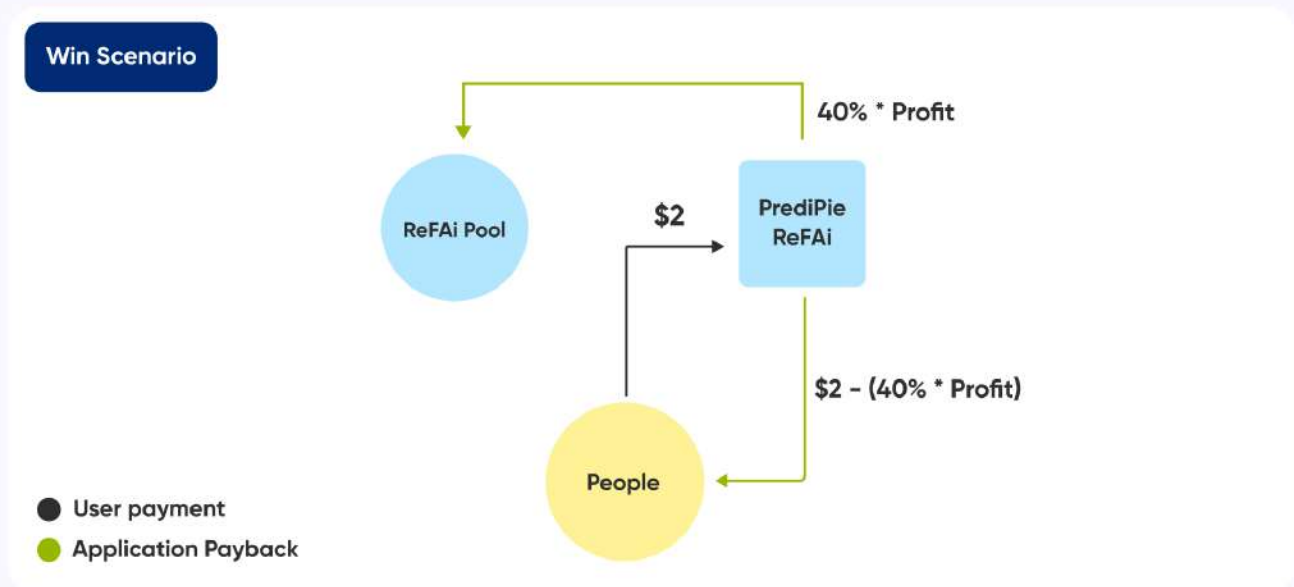 Win Scenario
40% * Profit
ReFAi Pool
$2
PrediPie
ReFAi
$2 - (40% * Profit)
People
User payment
Application Payback